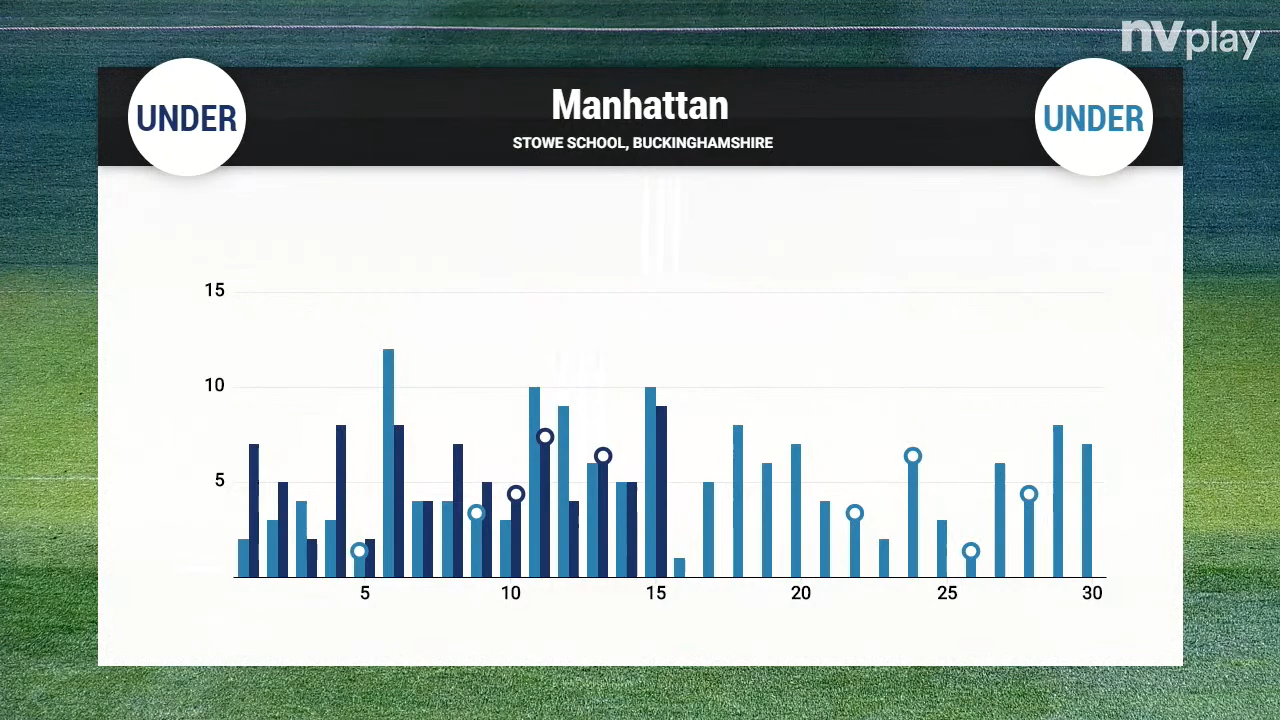 nvplay
UNDER
Manhattan
UNDER
STOWE SCHOOL, BUCKINGHAMSHIRE
15
10
5
5 10 15 20 25 30